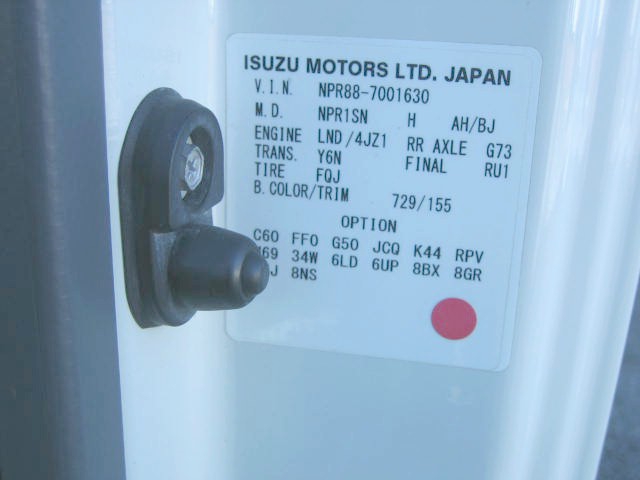 ISUZU MOTORS LTD. JAPAN
V.I.N. NPR88-7001630
M.D. NPR1SN H AH/BJ
ENGINE LND/4JZ1 RR AXLE G73
TRANS. Y6N FINAL RU1
TIRE FQJ
B.COLOR/TRIM 729/155
OPTION
C60 FF0 G50 JCQ K44 RPV
34W 6LD 6UP 8BX 8GR
8NS